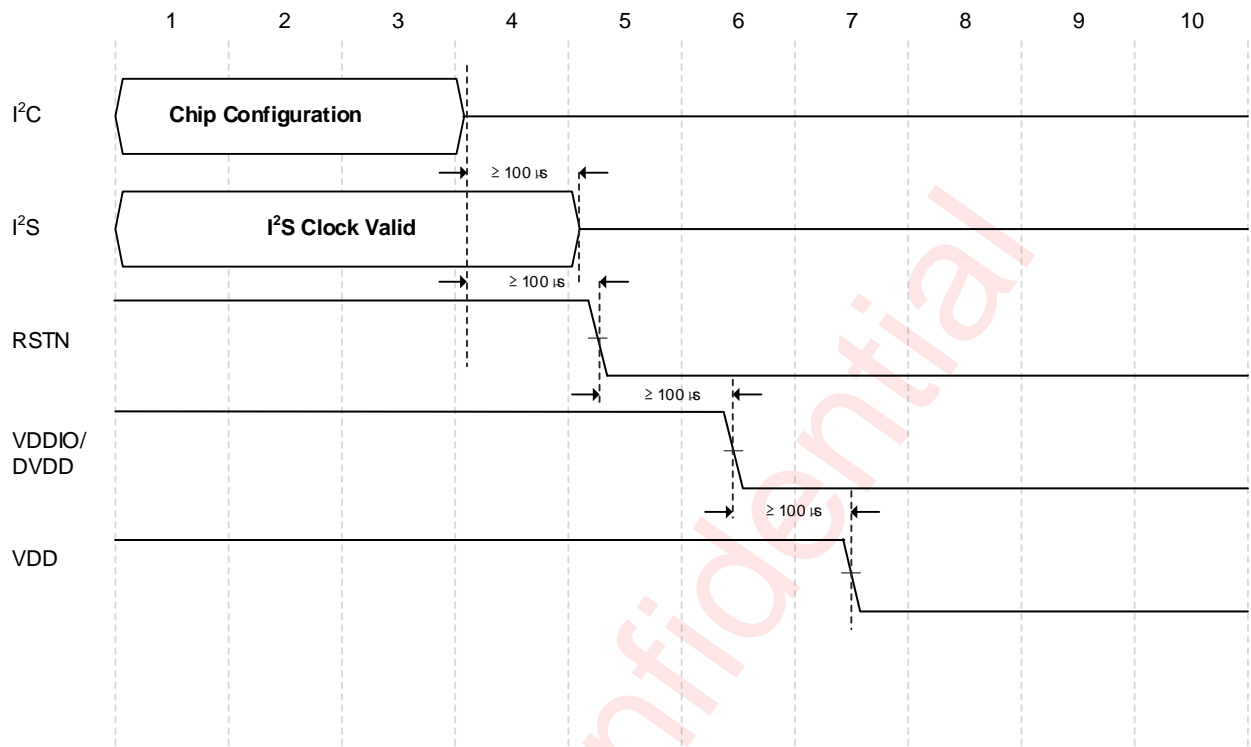 1 2 3 4 5 6 7 8 9 10
I²C
Chip Configuration
≥ 100 µs
I²S
I²S Clock Valid
≥ 100 µs
RSTN
≥ 100 µs
VDDIO/
DVDD
≥ 100 µs
VDD
nfidential